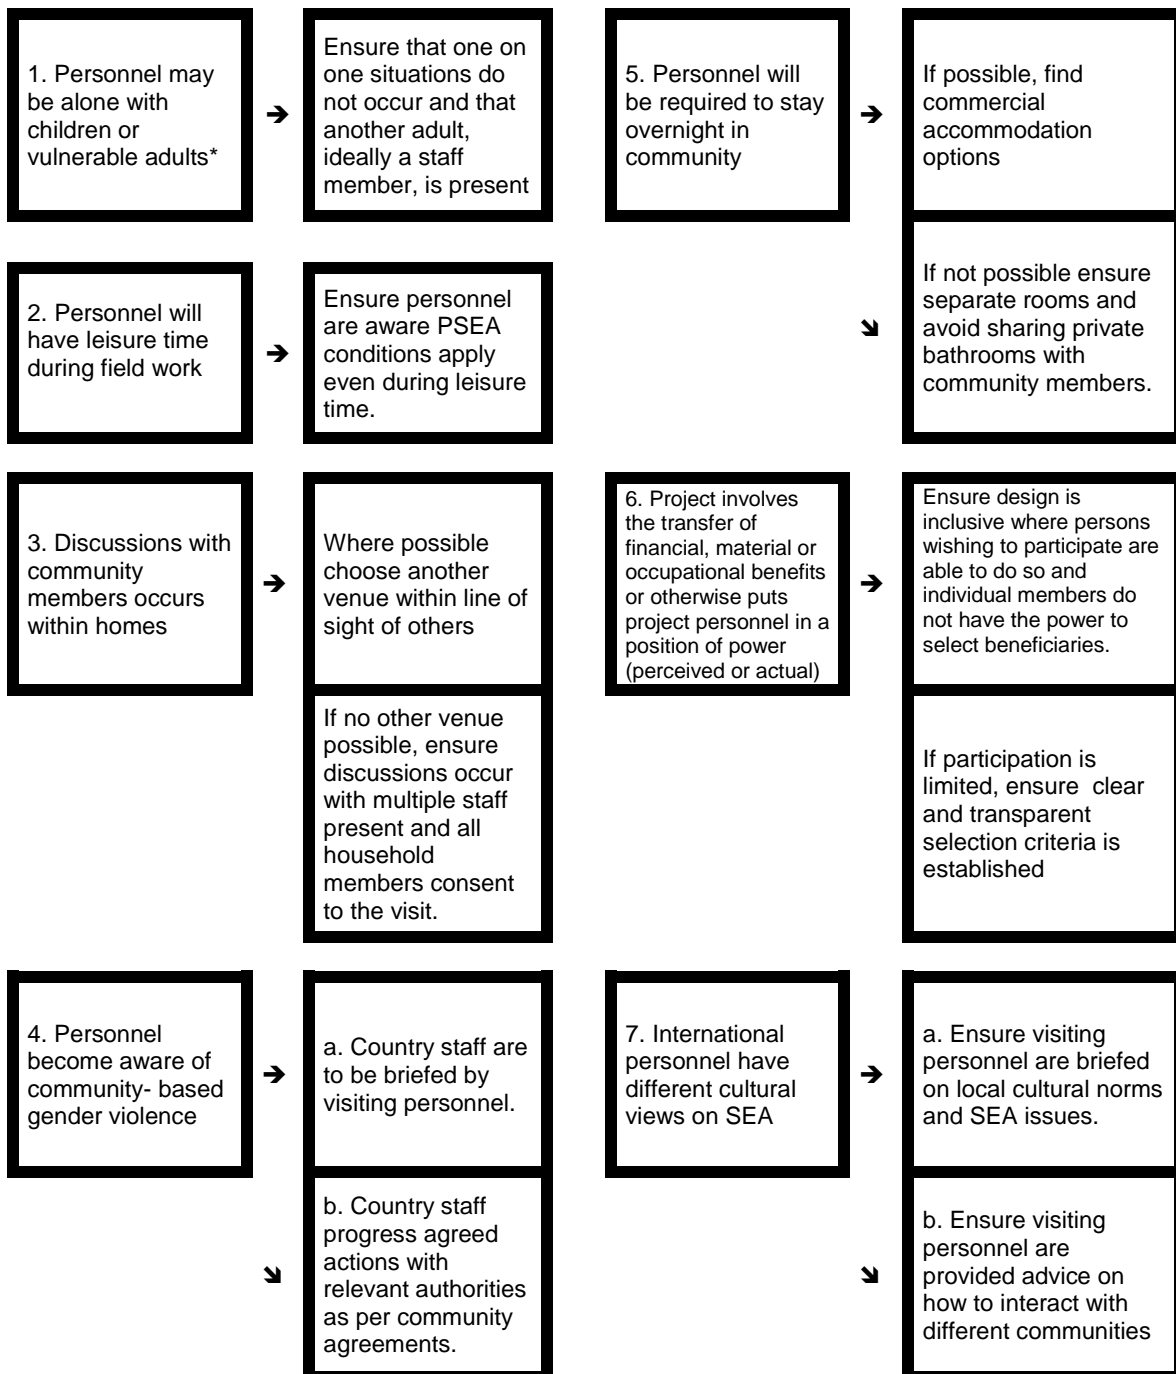 1. Personnel may
be alone with
children or
vulnerable adults*
➔
Ensure that one on
one situations do
not occur and that
another adult,
ideally a staff
member, is present
2. Personnel will
have leisure time
during field work
➔
Ensure personnel
are aware PSEA
conditions apply
even during leisure
time.
3. Discussions with
community
members occurs
within homes
➔
Where possible
choose another
venue within line of
sight of others
If no other venue
possible, ensure
discussions occur
with multiple staff
present and all
household
members consent
to the visit.
4. Personnel
become aware of
community- based
gender violence
➔
a. Country staff are
to be briefed by
visiting personnel.
➘
b. Country staff
progress agreed
actions with
relevant authorities
as per community
agreements.
5. Personnel will
be required to stay
overnight in
community
➔
If possible, find
commercial
accommodation
options
➘
If not possible ensure
separate rooms and
avoid sharing private
bathrooms with
community members.
6. Project involves
the transfer of
financial, material or
occupational benefits
or otherwise puts
project personnel in a
position of power
(perceived or actual)
➔
Ensure design is
inclusive where persons
wishing to participate are
able to do so and
individual members do
not have the power to
select beneficiaries.
If participation is
limited, ensure  clear
and transparent
selection criteria is
established
7. International
personnel have
different cultural
views on SEA
➔
a. Ensure visiting
personnel are briefed
on local cultural norms
and SEA issues.
➘
b. Ensure visiting
personnel are
provided advice on
how to interact with
different communities